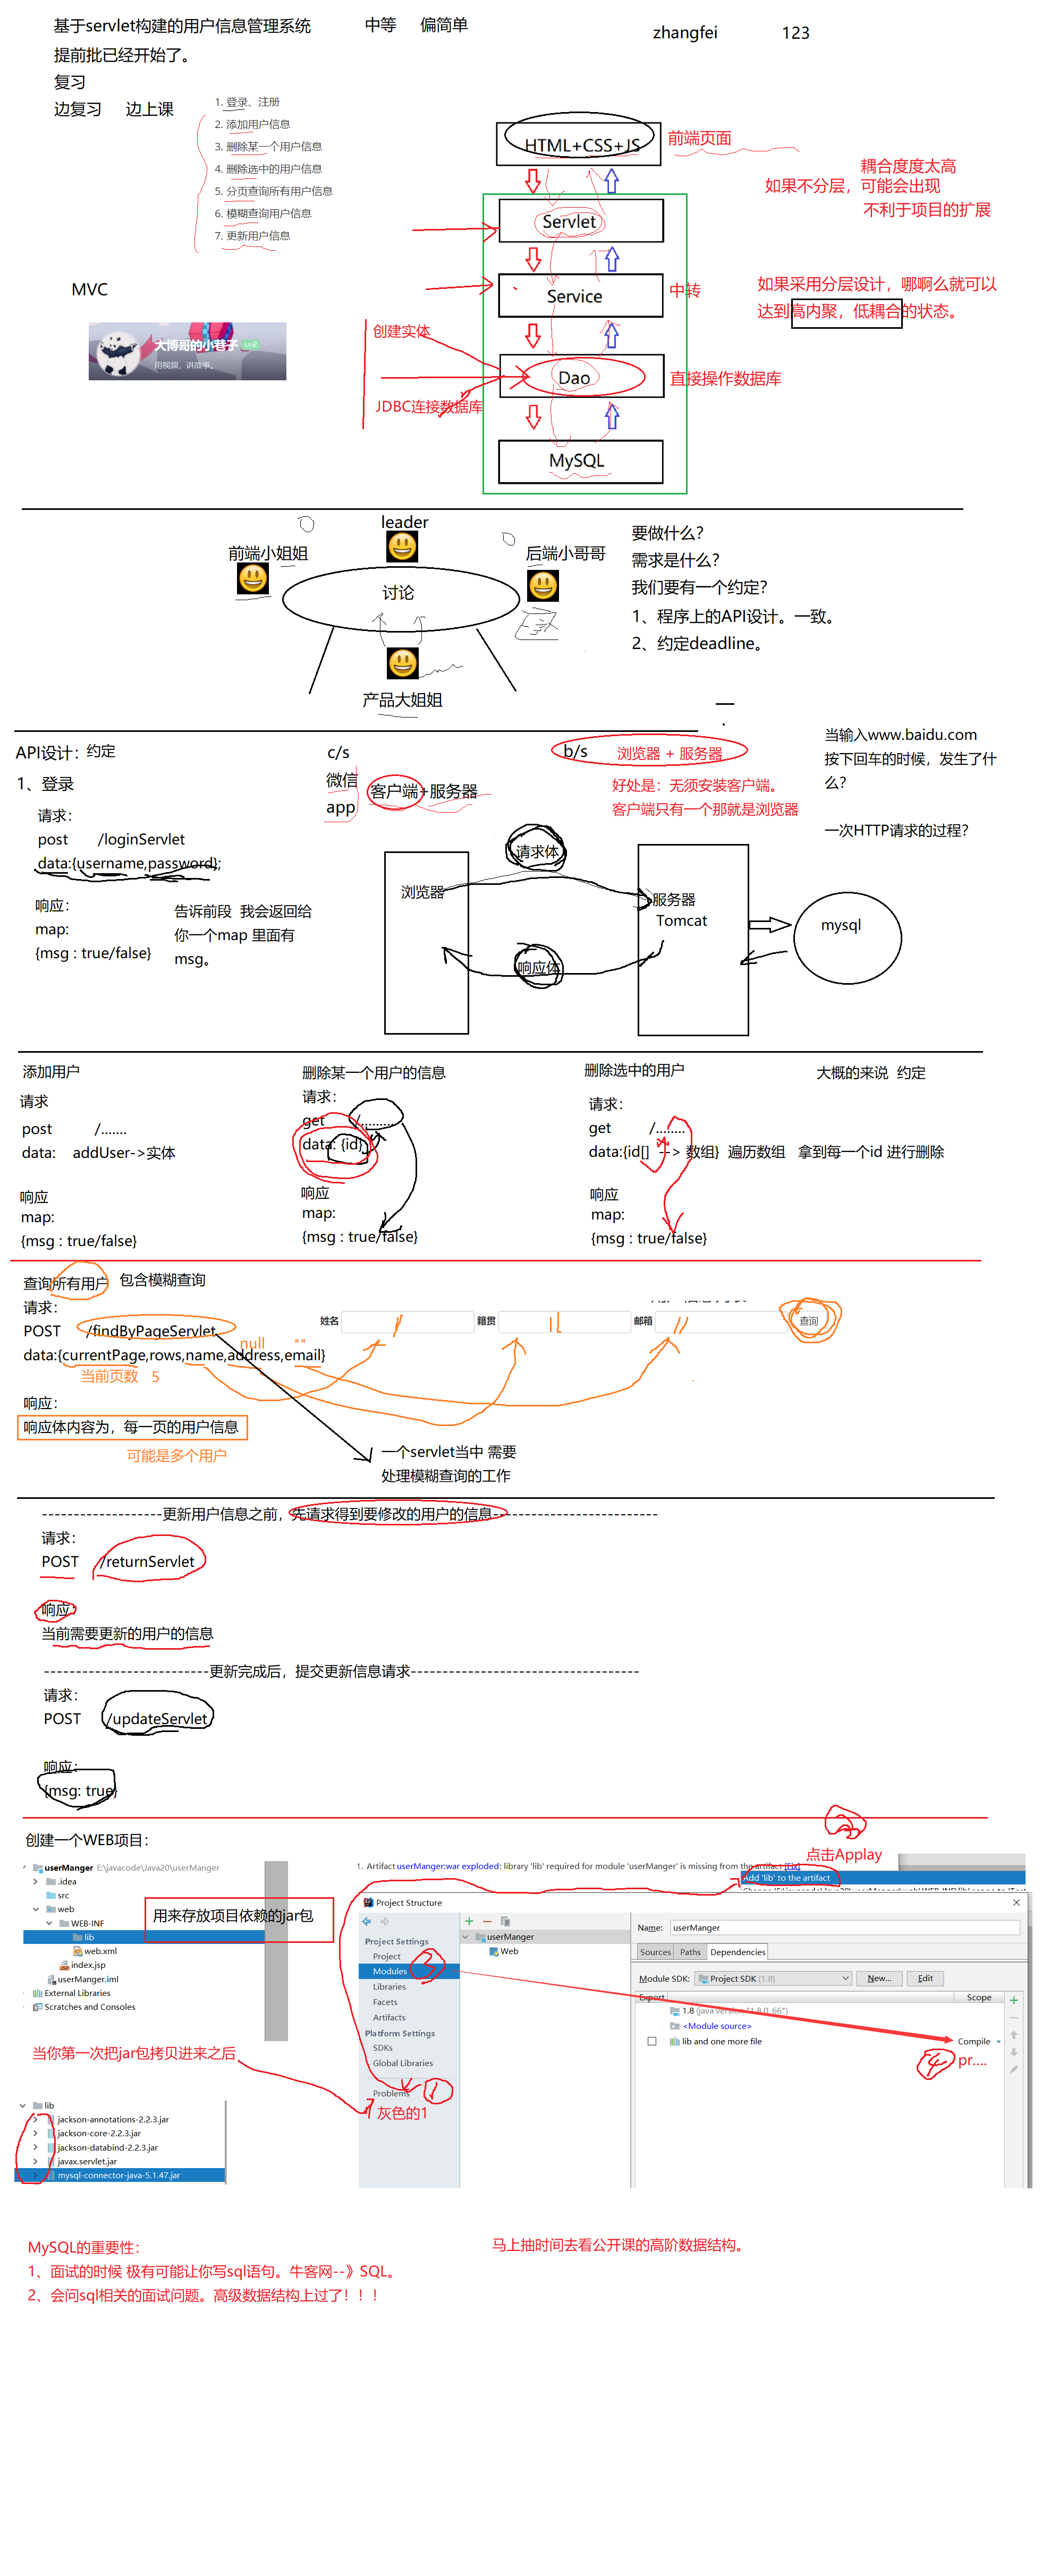 基于servlet构建的用户信息管理系统 中等 偏简单
zhangfei 123
提前批已经开始了。
复习
边复习 边上课
1. 登录、注册
2. 添加用户信息
3. 删除某一个用户信息
4. 删除选中的用户信息
5. 分页查询所有用户信息
6. 模糊查询用户信息
7. 更新用户信息
HTML+CSS+JS
前端页面
耦合度度太高
如果不分层，可能会出现
不利于项目的扩展
Servlet
Service
中转
MVC
如果采用分层设计，哪啊么就可以
达到高内聚，低耦合的状态。
大博哥的小巷子
用视频，讲故事。
创建实体
Dao
直接操作数据库
JDBC连接数据库
MySQL
leader
前端小姐姐
后端小哥哥
讨论
产品大姐姐
要做什么？
需求是什么？
我们要有一个约定？
1、程序上的API设计。一致。
2、约定deadline。
API设计：约定
1、登录
请求：
post /loginServlet
data:{username,password};
响应：
map:
{msg : true/false}
告诉前段 我会返回给
你一个map 里面有
msg。
c/s
微信
app
客户端+服务器
b/s
浏览器 + 服务器
好处是：无须安装客户端。
客户端只有一个那就是浏览器
当输入www.baidu.com
按下回车的时候，发生了什
么？
一次HTTP请求的过程？
请求体
浏览器
服务器
Tomcat
mysql
响应体
添加用户
请求
post /.......
data: addUser->实体
响应
map:
{msg : true/false}
删除某一个用户的信息
请求：
get /.........
data: {id}
响应
map:
{msg : true/false}
删除选中的用户
请求：
get /........
data:{id[] --> 数组} 遍历数组 拿到每一个id 进行删除
响应
map:
{msg : true/false}
大概的来说 约定
查询所有用户 包含模糊查询
请求：
POST /findByPageServlet
null ""
data:{currentPage,rows,name,address,email}
当前页数 5
姓名 籍贯 邮箱 查询
响应：
响应体内容为，每一页的用户信息
可能是多个用户
一个servlet当中 需要
处理模糊查询的工作
--------------------更新用户信息之前，先请求得到要修改的用户的信息--------------------------
请求：
POST /returnServlet
响应：
当前需要更新的用户的信息
--------------------------更新完成后，提交更新信息请求------------------------------------
请求：
POST /updateServlet
响应：
{msg: true}
创建一个WEB项目：
userManger E:\javacode\Java20\userManger
.idea
src
web
WEB-INF
lib
web.xml
index.jsp
userManger.iml
External Libraries
Scratches and Consoles
用来存放项目依赖的jar包
点击Applay
1. Artifact userManger:war exploded: library 'lib' required for module 'userManger' is missing from the artifact [Fix]
Add 'lib' to the artifact
Project Structure
Project Settings
Project
Modules
Libraries
Facets
Artifacts
Platform Settings
SDKs
Global Libraries
Problems
userManger
Web
Name: userManger
Sources Paths Dependencies
Module SDK: Project SDK (1.8) New... Edit
Export Scope
1.8 (java version "1.8.0_66")
<Module source>
lib and one more file Compile
pr....
当你第一次把jar包拷贝进来之后
灰色的1
lib
jackson-annotations-2.2.3.jar
jackson-core-2.2.3.jar
jackson-databind-2.2.3.jar
javax.servlet.jar
mysql-connector-java-5.1.47.jar
MySQL的重要性：
1、面试的时候 极有可能让你写sql语句。牛客网--》SQL。
2、会问sql相关的面试问题。高级数据结构上过了！！！
马上抽时间去看公开课的高阶数据结构。